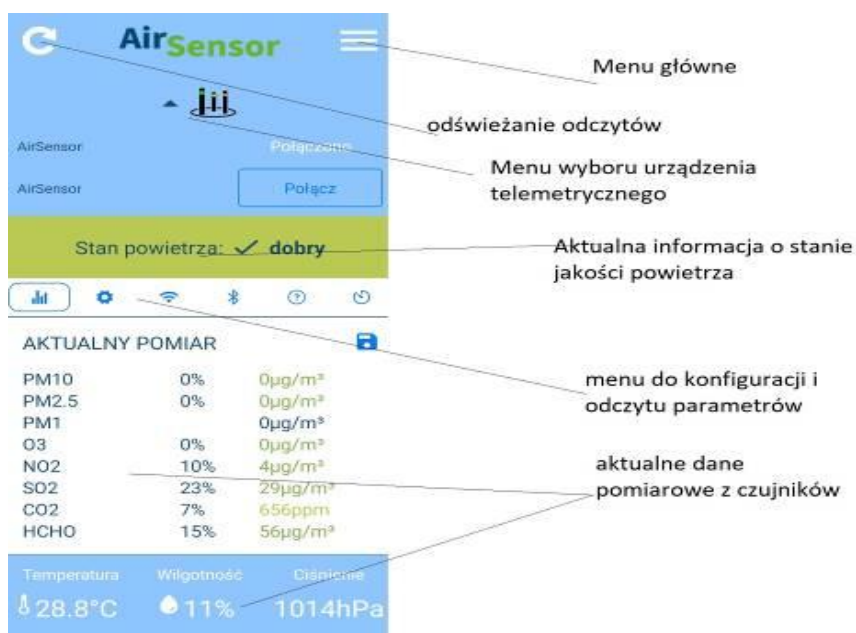 AirSensor
Menu główne
odświeżanie odczytów
AirSensor Połączono
Menu wyboru urządzenia
telemetrycznego
AirSensor Połącz
Stan powietrza: dobry
Aktualna informacja o stanie
jakości powietrza
AKTUALNY POMIAR
PM10 0% 0µg/m³
PM2.5 0% 0µg/m³
PM1 0µg/m³
O3 0% 0µg/m³
NO2 10% 4µg/m³
SO2 23% 29µg/m³
CO2 7% 656ppm
HCHO 15% 56µg/m³
menu do konfiguracji i
odczytu parametrów
aktualne dane
pomiarowe z czujników
Temperatura Wilgotność Ciśnienie
28.8°C 11% 1014hPa